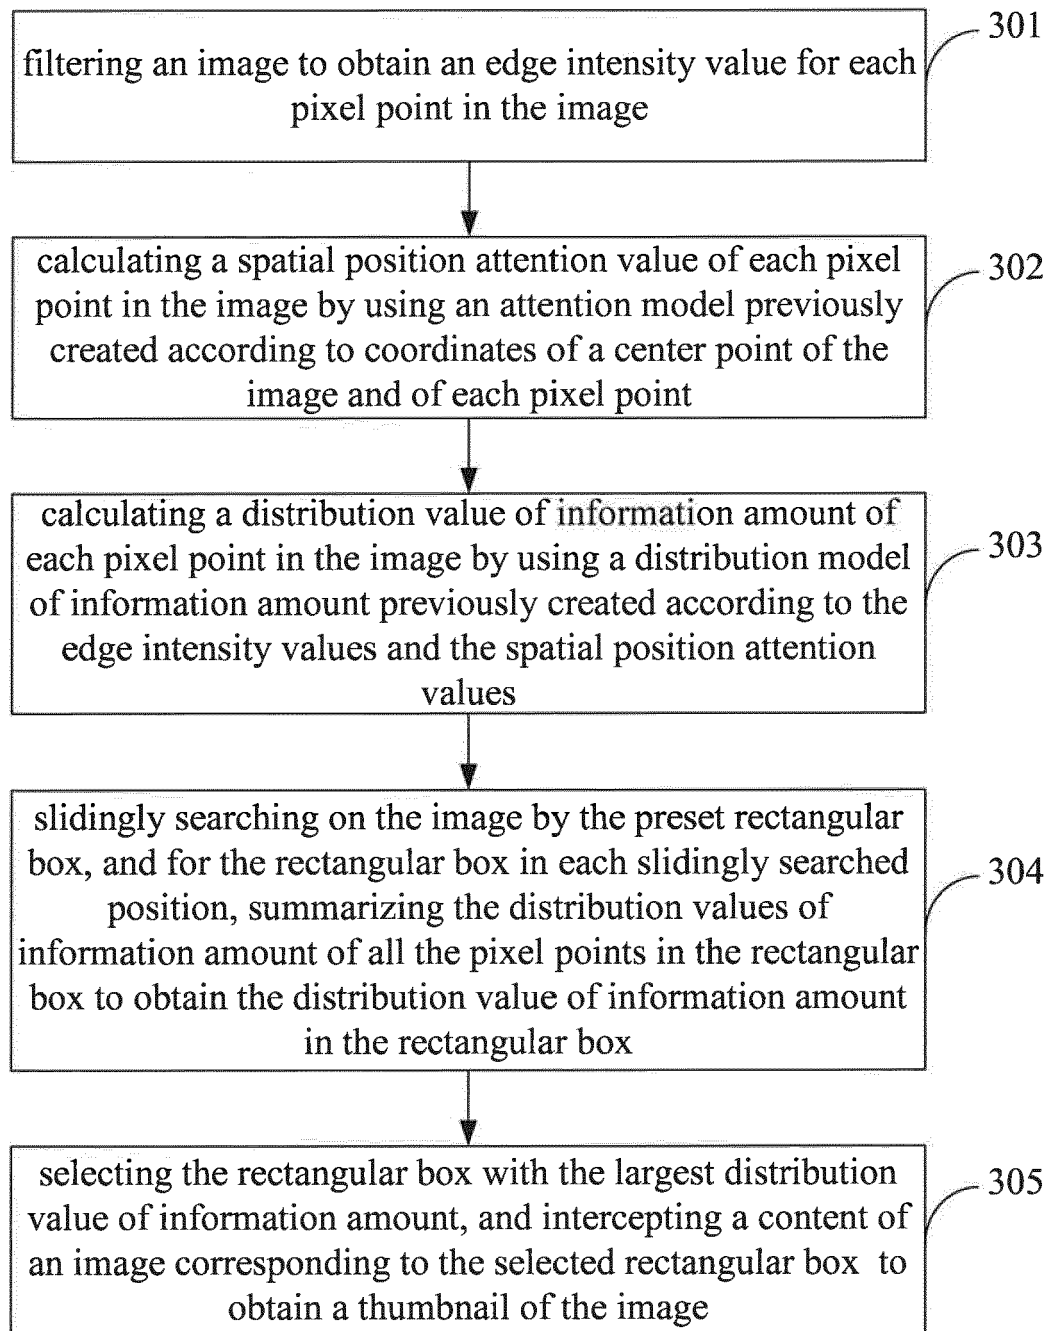 filtering an image to obtain an edge intensity value for each
pixel point in the image
301
calculating a spatial position attention value of each pixel
point in the image by using an attention model previously
created according to coordinates of a center point of the
image and of each pixel point
302
calculating a distribution value of information amount of
each pixel point in the image by using a distribution model
of information amount previously created according to the
edge intensity values and the spatial position attention
values
303
slidingly searching on the image by the preset rectangular
box, and for the rectangular box in each slidingly searched
position, summarizing the distribution values of
information amount of all the pixel points in the rectangular
box to obtain the distribution value of information amount
in the rectangular box
304
selecting the rectangular box with the largest distribution
value of information amount, and intercepting a content of
an image corresponding to the selected rectangular box to
obtain a thumbnail of the image
305